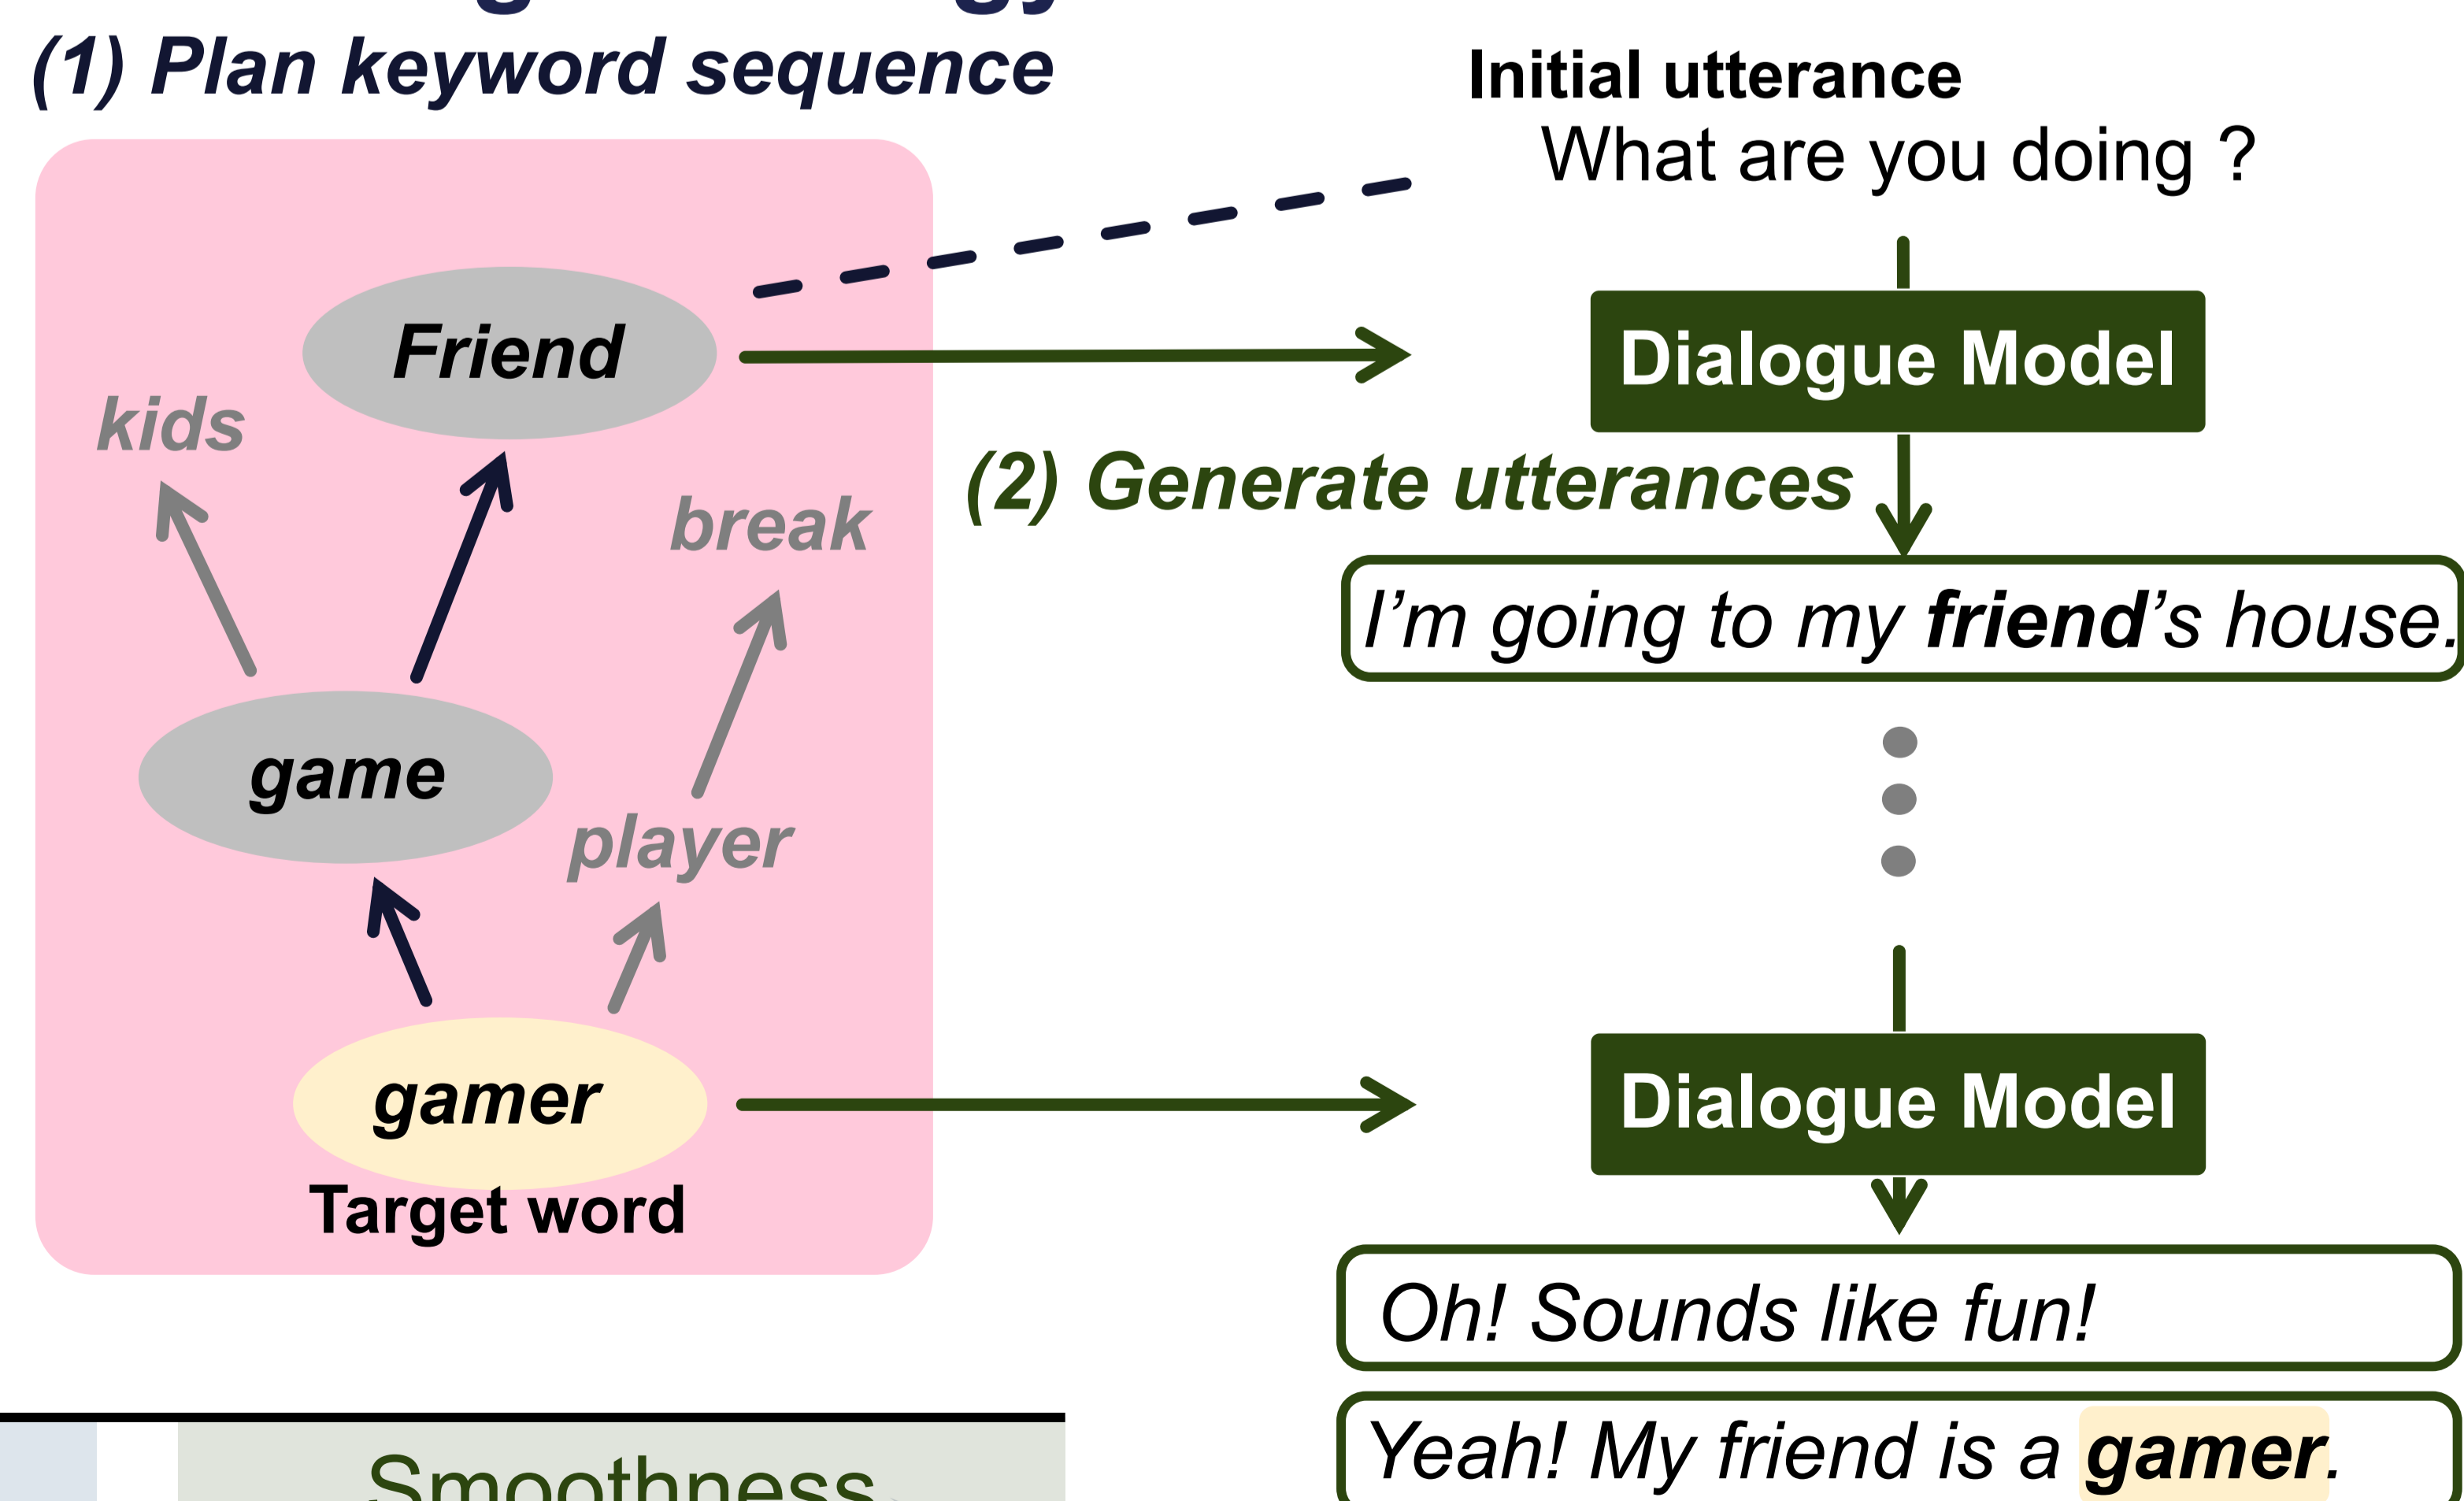 (1) Plan keyword sequence
Initial utterance
What are you doing ?
Friend
Dialogue Model
kids
(2) Generate utterances
break
I'm going to my friend's house.
game
player
gamer
Dialogue Model
Target word
Oh! Sounds like fun!
Yeah! My friend is a gamer.
Smoothness